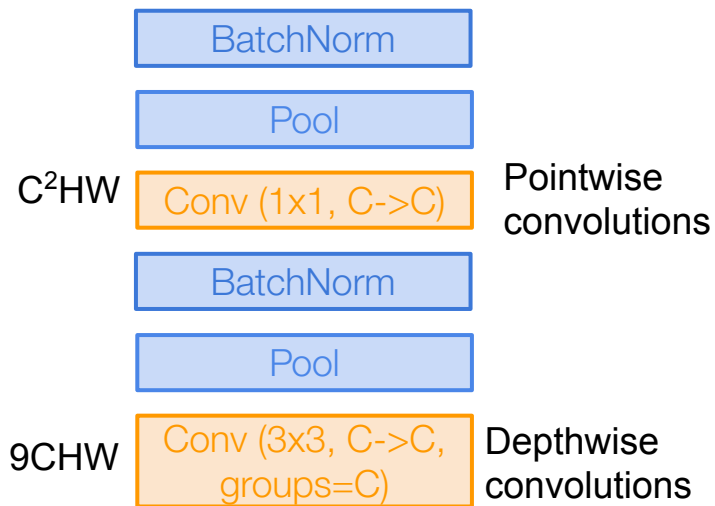 BatchNorm
Pool
C²HW
Conv (1x1, C->C)
Pointwise
convolutions
BatchNorm
Pool
9CHW
Conv (3x3, C->C,
groups=C)
Depthwise
convolutions